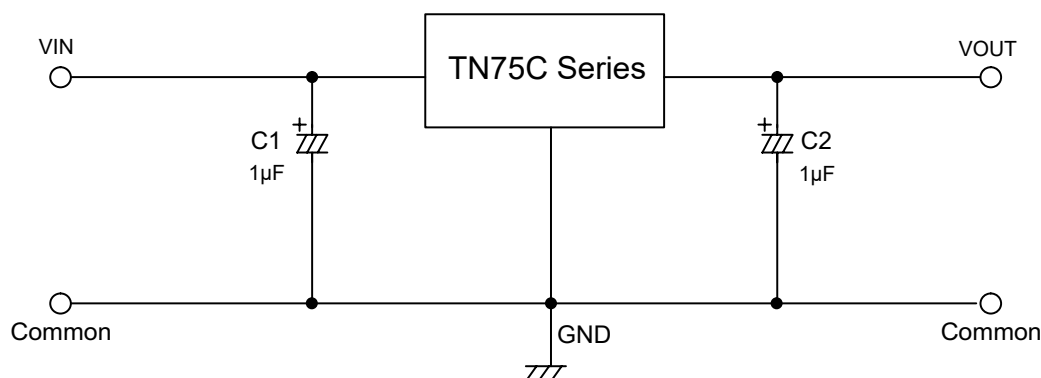 VIN
VOUT
TN75C Series
+
C1
1µF
+
C2
1µF
Common
GND
Common